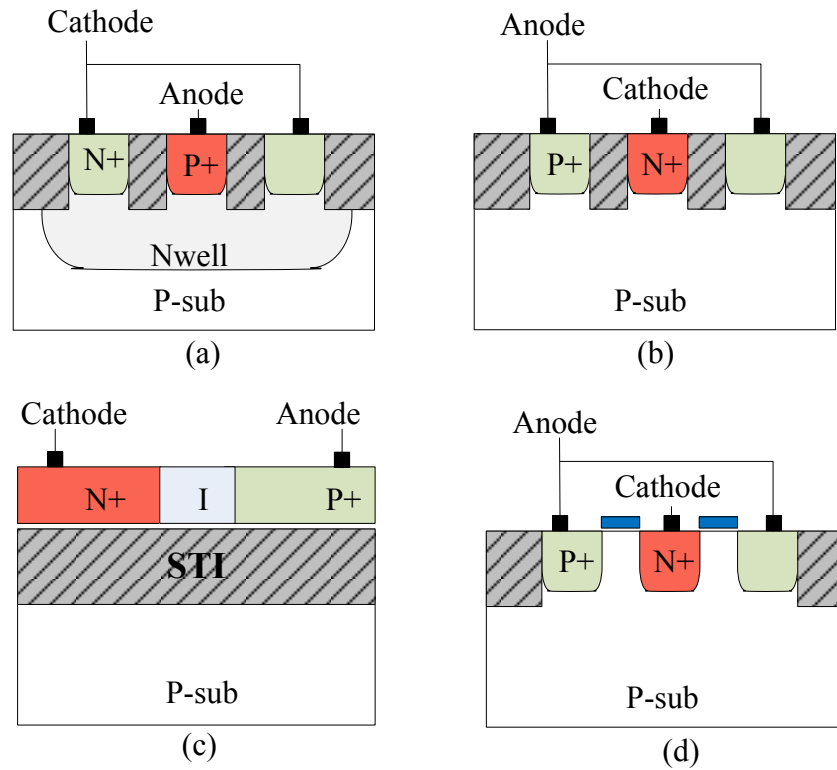 Cathode
Anode
N+
P+
Nwell
P-sub
(a)
Anode
Cathode
P+
N+
P-sub
(b)
Cathode
Anode
N+
I
P+
STI
P-sub
(c)
Anode
Cathode
P+
N+
P-sub
(d)